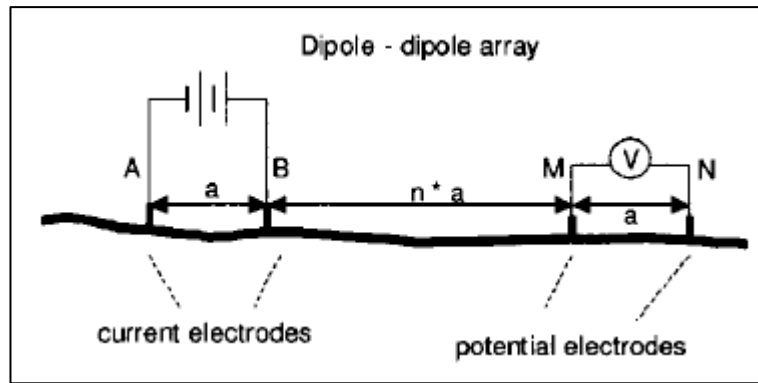 Dipole - dipole array
A
B
M
V
N
a
n * a
a
current electrodes
potential electrodes